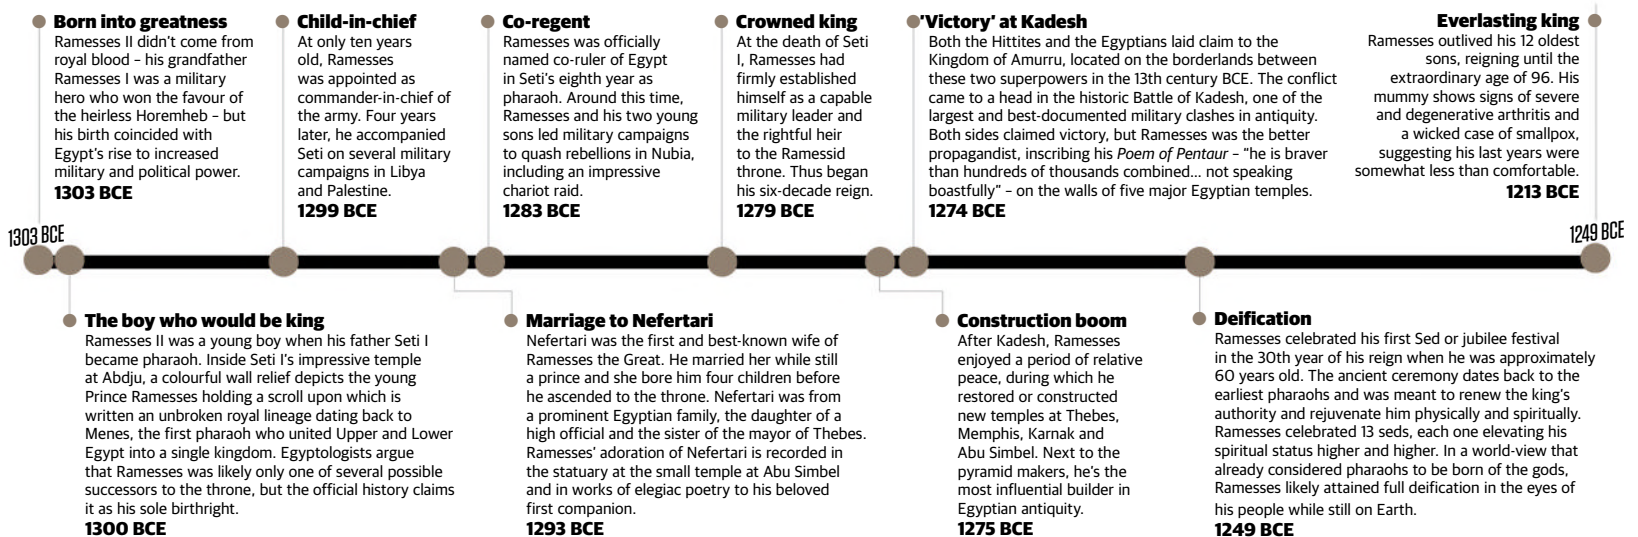 Born into greatness
Ramesses II didn't come from
royal blood – his grandfather
Ramesses I was a military
hero who won the favour of
the heirless Horemheb – but
his birth coincided with
Egypt's rise to increased
military and political power.
1303 BCE
Child-in-chief
At only ten years
old, Ramesses
was appointed as
commander-in-chief of
the army. Four years
later, he accompanied
Seti on several military
campaigns in Libya
and Palestine.
1299 BCE
Co-regent
Ramesses was officially
named co-ruler of Egypt
in Seti's eighth year as
pharaoh. Around this time,
Ramesses and his two young
sons led military campaigns
to quash rebellions in Nubia,
including an impressive
chariot raid.
1283 BCE
Crowned king
At the death of Seti
I, Ramesses had
firmly established
himself as a capable
military leader and
the rightful heir
to the Ramessid
throne. Thus began
his six-decade reign.
1279 BCE
'Victory' at Kadesh
Both the Hittites and the Egyptians laid claim to the
Kingdom of Amurru, located on the borderlands between
these two superpowers in the 13th century BCE. The conflict
came to a head in the historic Battle of Kadesh, one of the
largest and best-documented military clashes in antiquity.
Both sides claimed victory, but Ramesses was the better
propagandist, inscribing his Poem of Pentaur – "he is braver
than hundreds of thousands combined... not speaking
boastfully" – on the walls of five major Egyptian temples.
1274 BCE
Everlasting king
Ramesses outlived his 12 oldest
sons, reigning until the
extraordinary age of 96. His
mummy shows signs of severe
and degenerative arthritis and
a wicked case of smallpox,
suggesting his last years were
somewhat less than comfortable.
1213 BCE
1303 BCE
1249 BCE
The boy who would be king
Ramesses II was a young boy when his father Seti I
became pharaoh. Inside Seti I's impressive temple
at Abdju, a colourful wall relief depicts the young
Prince Ramesses holding a scroll upon which is
written an unbroken royal lineage dating back to
Menes, the first pharaoh who united Upper and Lower
Egypt into a single kingdom. Egyptologists argue
that Ramesses was likely only one of several possible
successors to the throne, but the official history claims
it as his sole birthright.
1300 BCE
Marriage to Nefertari
Nefertari was the first and best-known wife of
Ramesses the Great. He married her while still
a prince and she bore him four children before
he ascended to the throne. Nefertari was from
a prominent Egyptian family, the daughter of a
high official and the sister of the mayor of Thebes.
Ramesses' adoration of Nefertari is recorded in
the statuary at the small temple at Abu Simbel
and in works of elegiac poetry to his beloved
first companion.
1293 BCE
Construction boom
After Kadesh, Ramesses
enjoyed a period of relative
peace, during which he
restored or constructed
new temples at Thebes,
Memphis, Karnak and
Abu Simbel. Next to the
pyramid makers, he's the
most influential builder in
Egyptian antiquity.
1275 BCE
Deification
Ramesses celebrated his first Sed or jubilee festival
in the 30th year of his reign when he was approximately
60 years old. The ancient ceremony dates back to the
earliest pharaohs and was meant to renew the king's
authority and rejuvenate him physically and spiritually.
Ramesses celebrated 13 seds, each one elevating his
spiritual status higher and higher. In a world-view that
already considered pharaohs to be born of the gods,
Ramesses likely attained full deification in the eyes of
his people while still on Earth.
1249 BCE